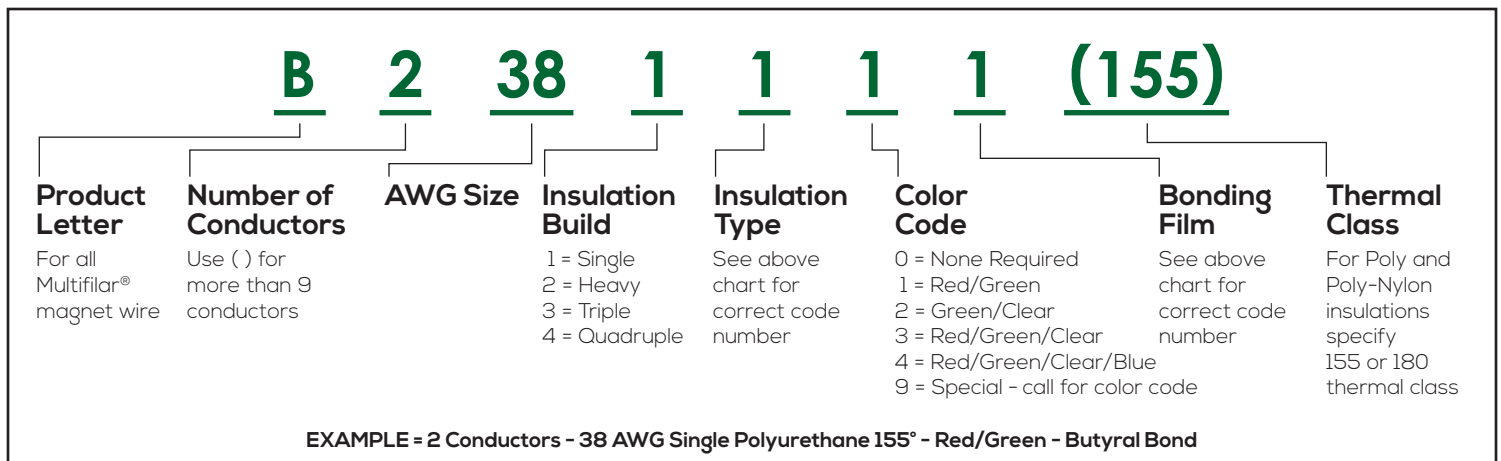 B 2 38 1 1 1 1 (155)
Product
Letter
For all
Multifilar®
magnet wire
Number of
Conductors
Use ( ) for
more than 9
conductors
AWG Size
Insulation
Build
1 = Single
2 = Heavy
3 = Triple
4 = Quadruple
Insulation
Type
See above
chart for
correct code
number
Color
Code
0 = None Required
1 = Red/Green
2 = Green/Clear
3 = Red/Green/Clear
4 = Red/Green/Clear/Blue
9 = Special - call for color code
Bonding
Film
See above
chart for
correct code
number
Thermal
Class
For Poly and
Poly-Nylon
insulations
specify
155 or 180
thermal class
EXAMPLE = 2 Conductors - 38 AWG Single Polyurethane 155° - Red/Green - Butyral Bond